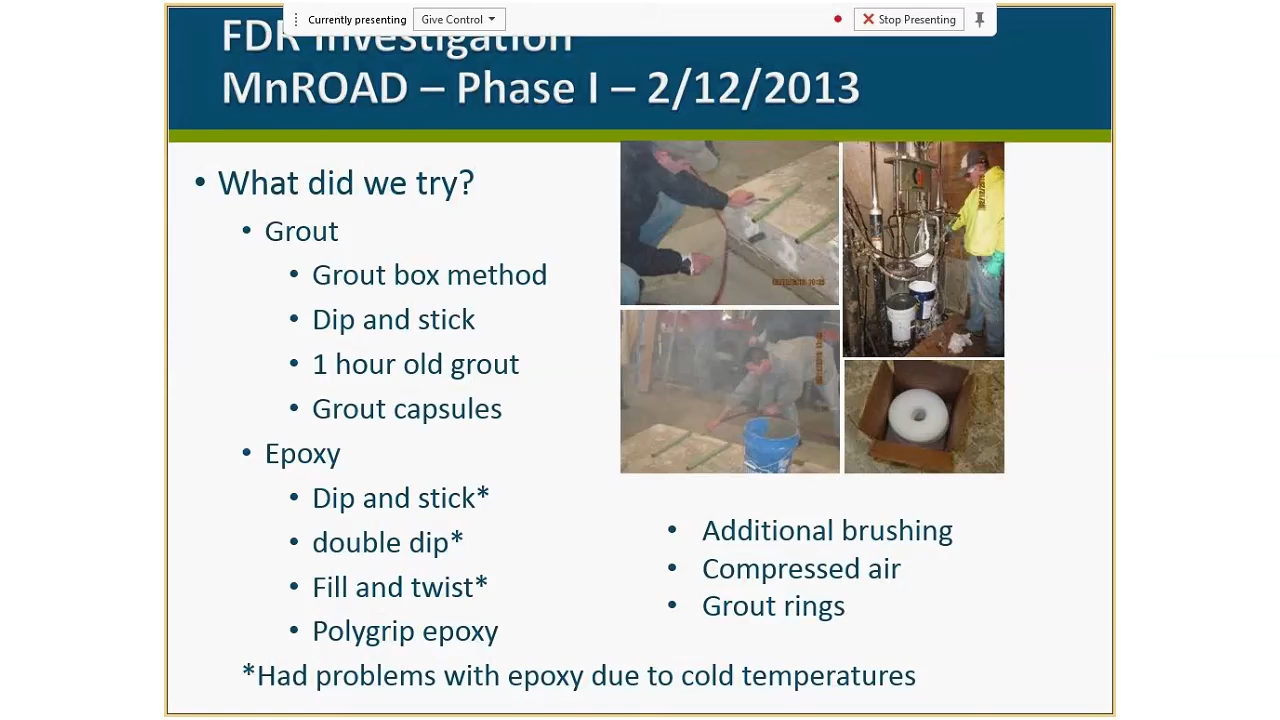 Currently presenting
Give Control
Stop Presenting
FDR Investigation
MnROAD – Phase I – 2/12/2013
• What did we try?
• Grout
• Grout box method
• Dip and stick
• 1 hour old grout
• Grout capsules
• Epoxy
• Dip and stick*
• double dip*
• Fill and twist*
• Polygrip epoxy
*Had problems with epoxy due to cold temperatures
• Additional brushing
• Compressed air
• Grout rings